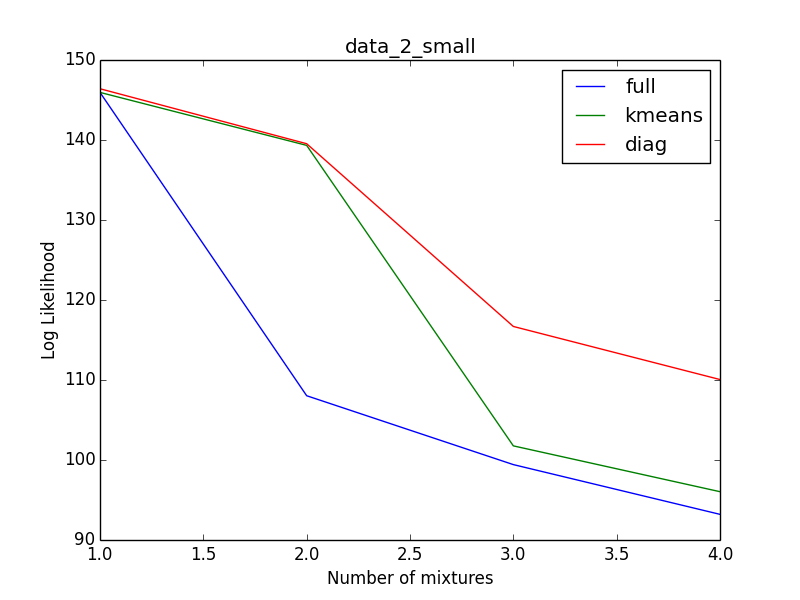 data_2_small
full
kmeans
diag
Log Likelihood
150
140
130
120
110
100
90
1.0 1.5 2.0 2.5 3.0 3.5 4.0
Number of mixtures